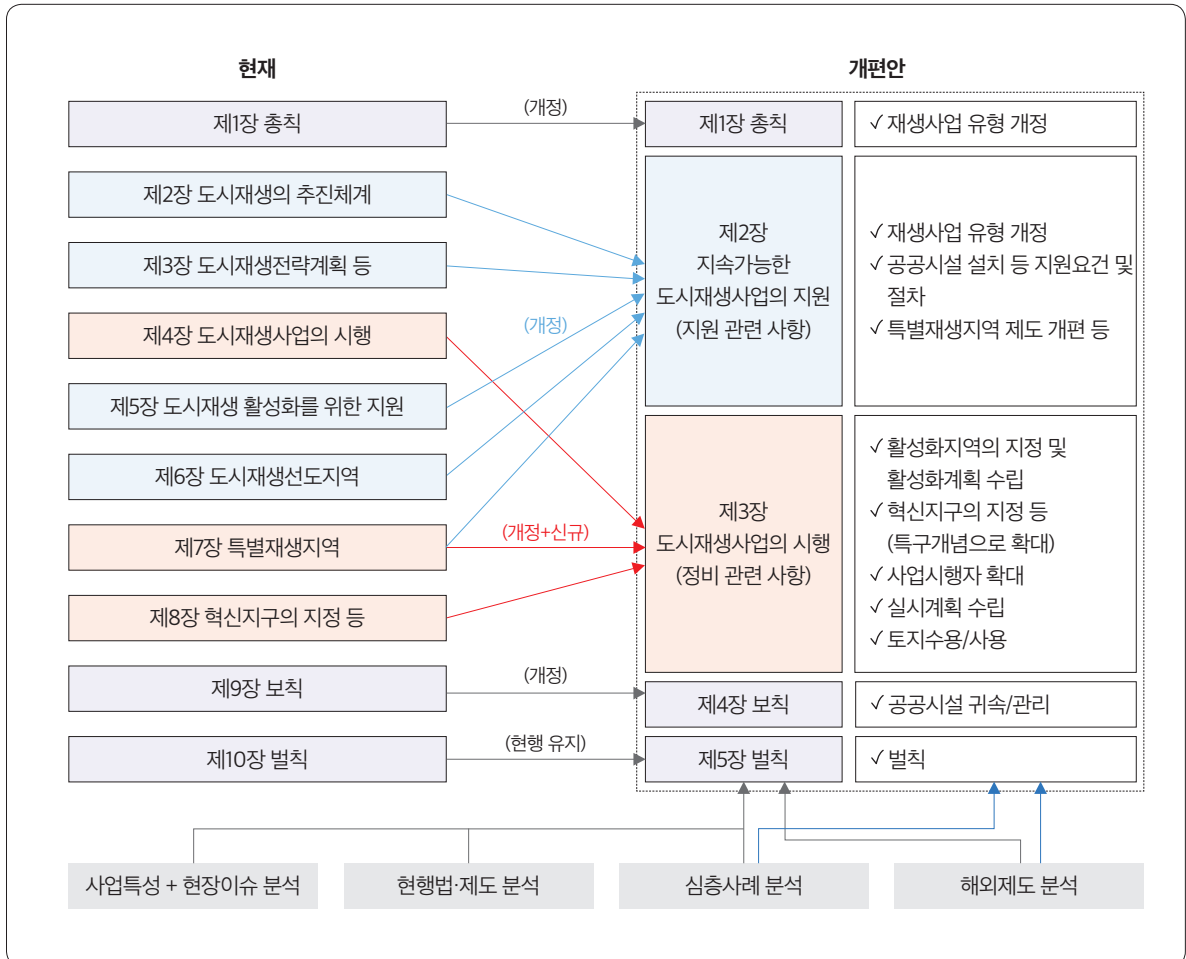 현재
개편안
제1장 총칙
(개정)
제1장 총칙
✓ 재생사업 유형 개정
제2장 도시재생의 추진체계
제3장 도시재생전략계획 등
제4장 도시재생사업의 시행
제5장 도시재생 활성화를 위한 지원
제6장 도시재생선도지역
제7장 특별재생지역
제8장 혁신지구의 지정 등
(개정)
(개정+신규)
제2장
지속가능한
도시재생사업의 지원
(지원 관련 사항)
✓ 재생사업 유형 개정
✓ 공공시설 설치 등 지원요건 및
절차
✓ 특별재생지역 제도 개편 등
제3장
도시재생사업의 시행
(정비 관련 사항)
✓ 활성화지역의 지정 및
활성화계획 수립
✓ 혁신지구의 지정 등
(특구개념으로 확대)
✓ 사업시행자 확대
✓ 실시계획 수립
✓ 토지수용/사용
제9장 보칙
(개정)
제4장 보칙
✓ 공공시설 귀속/관리
제10장 벌칙
(현행 유지)
제5장 벌칙
✓ 벌칙
사업특성 + 현장이슈 분석
현행법·제도 분석
심층사례 분석
해외제도 분석